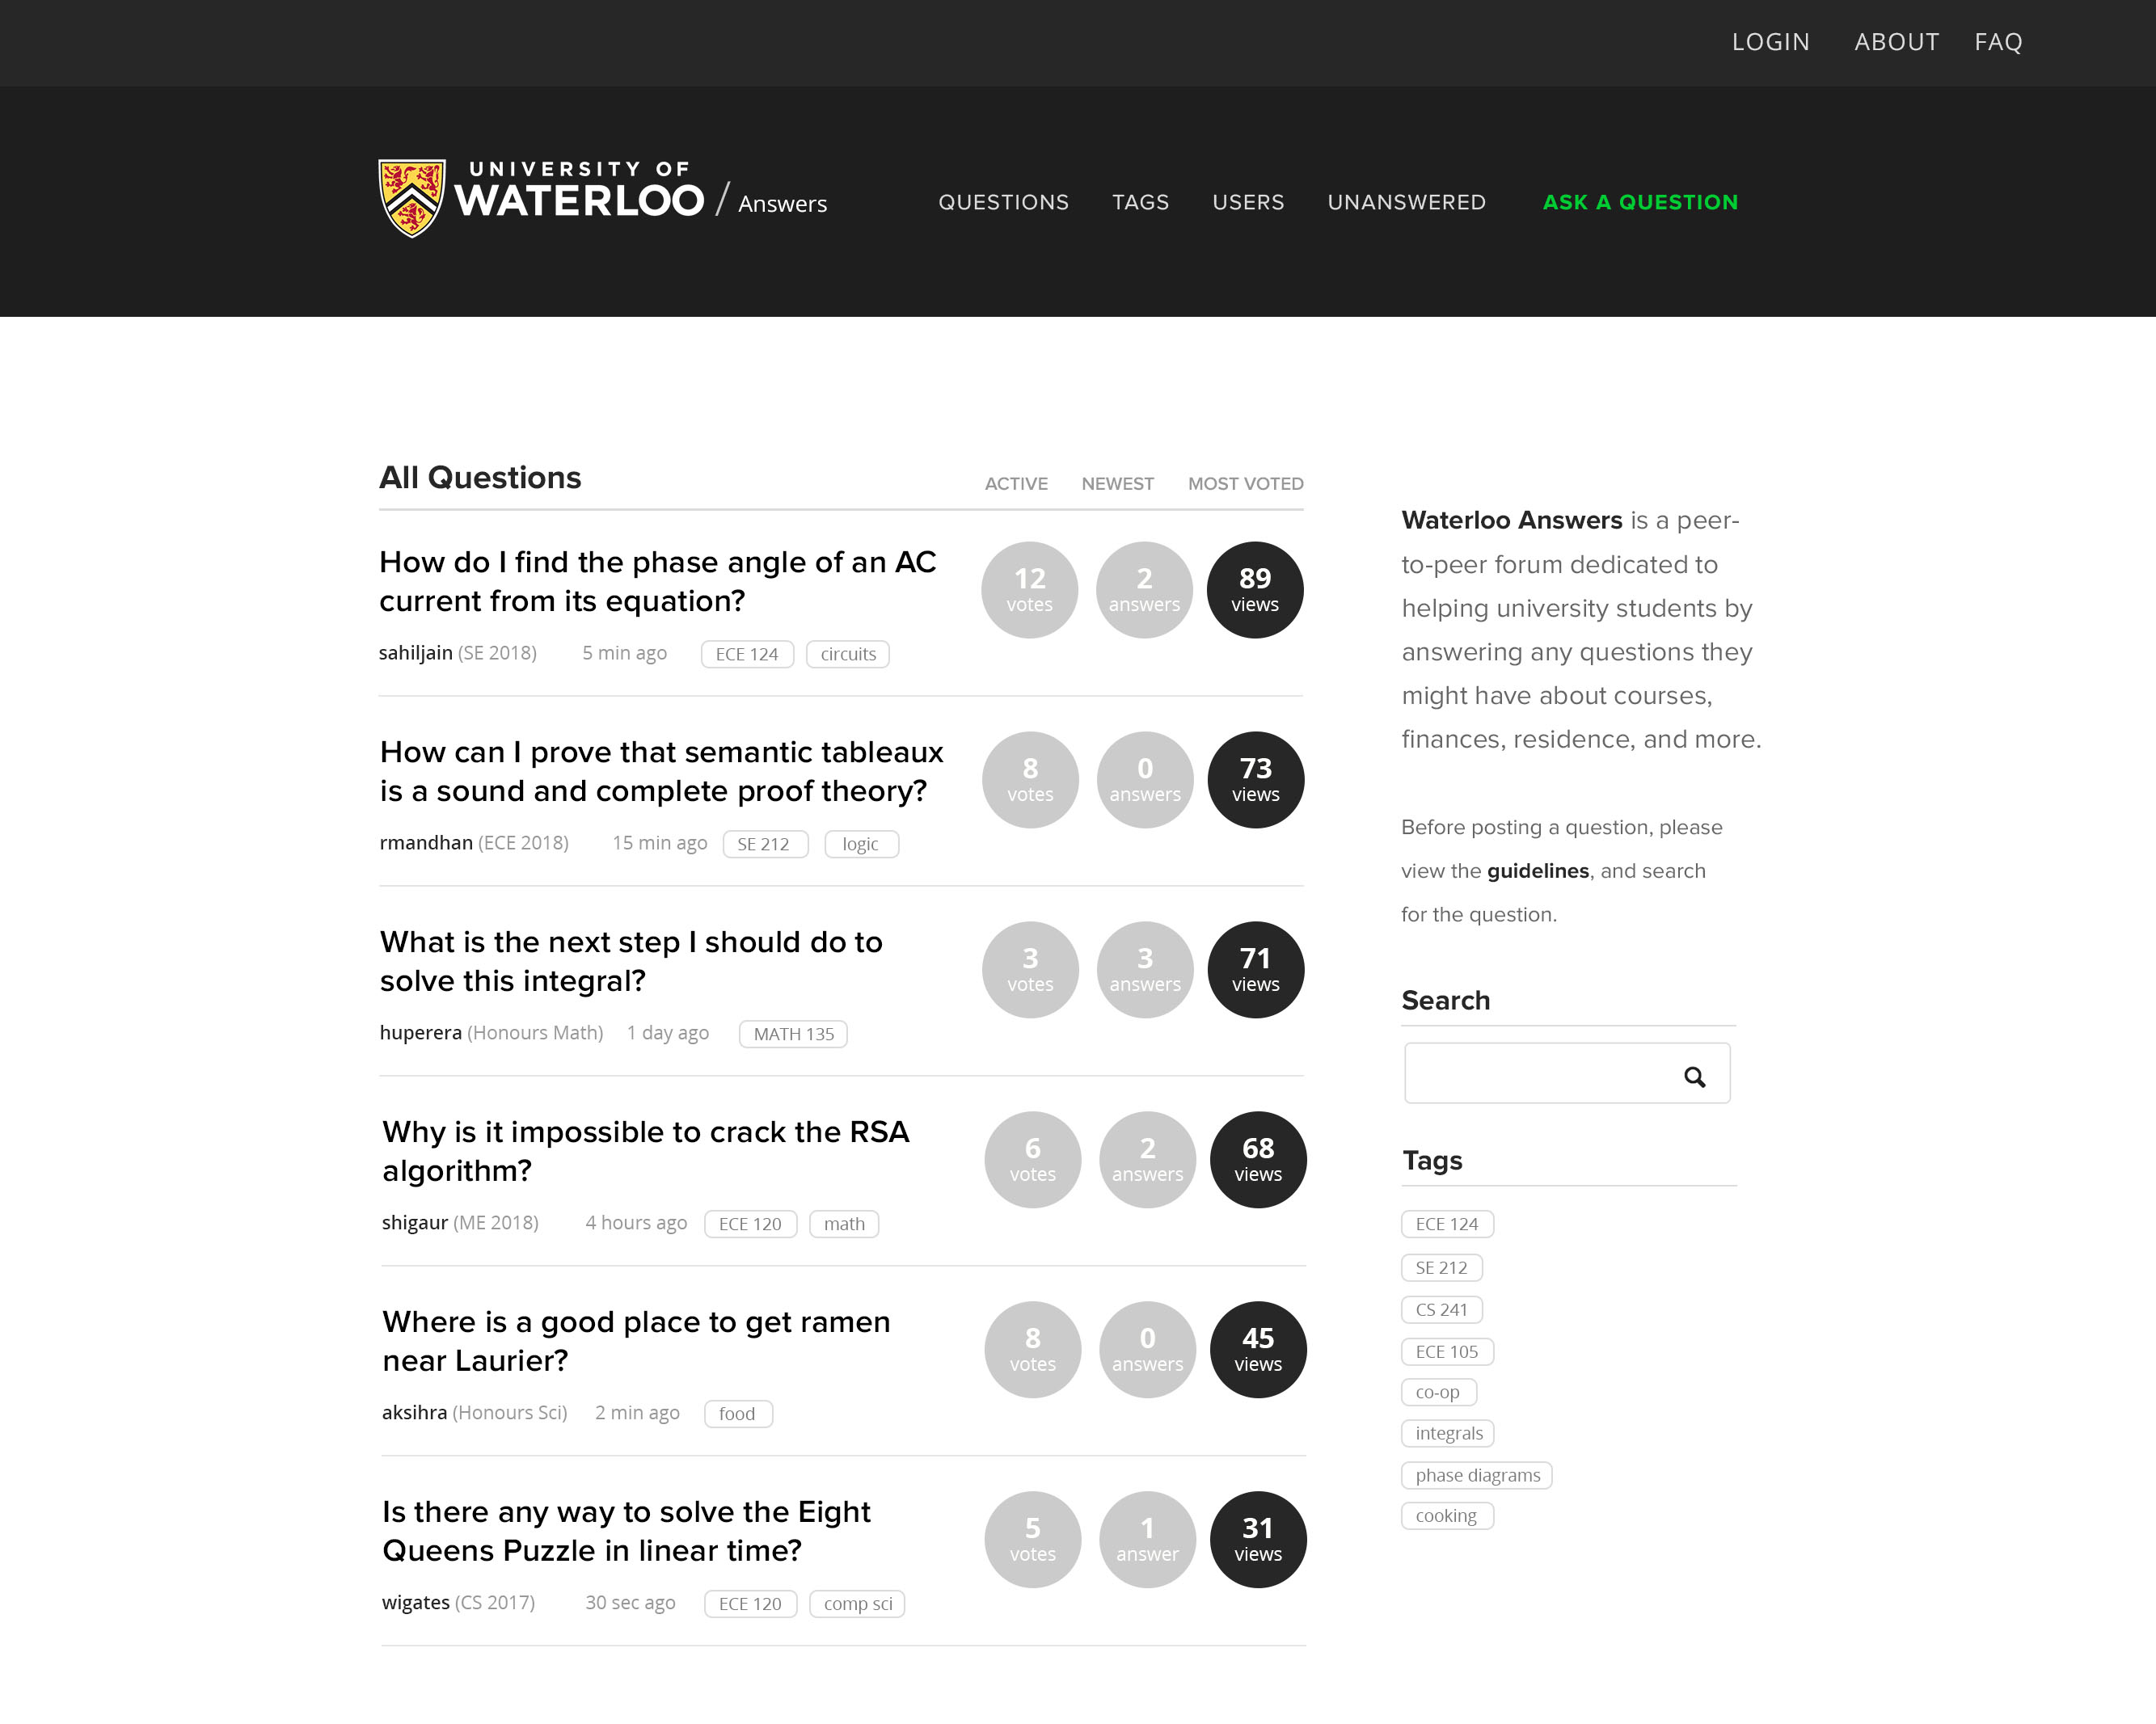 LOGIN ABOUT FAQ
UNIVERSITY OF
WATERLOO / Answers
QUESTIONS TAGS USERS UNANSWERED ASK A QUESTION
All Questions
ACTIVE NEWEST MOST VOTED
How do I find the phase angle of an AC
current from its equation?
12 votes
2 answers
89 views
sahiljain (SE 2018) 5 min ago ECE 124 circuits
How can I prove that semantic tableaux
is a sound and complete proof theory?
8 votes
0 answers
73 views
rmandhan (ECE 2018) 15 min ago SE 212 logic
What is the next step I should do to
solve this integral?
3 votes
3 answers
71 views
huperera (Honours Math) 1 day ago MATH 135
Why is it impossible to crack the RSA
algorithm?
6 votes
2 answers
68 views
shigaur (ME 2018) 4 hours ago ECE 120 math
Where is a good place to get ramen
near Laurier?
8 votes
0 answers
45 views
aksihra (Honours Sci) 2 min ago food
Is there any way to solve the Eight
Queens Puzzle in linear time?
5 votes
1 answer
31 views
wigates (CS 2017) 30 sec ago ECE 120 comp sci
Waterloo Answers is a peer-
to-peer forum dedicated to
helping university students by
answering any questions they
might have about courses,
finances, residence, and more.
Before posting a question, please
view the guidelines, and search
for the question.
Search
Tags
ECE 124
SE 212
CS 241
ECE 105
co-op
integrals
phase diagrams
cooking